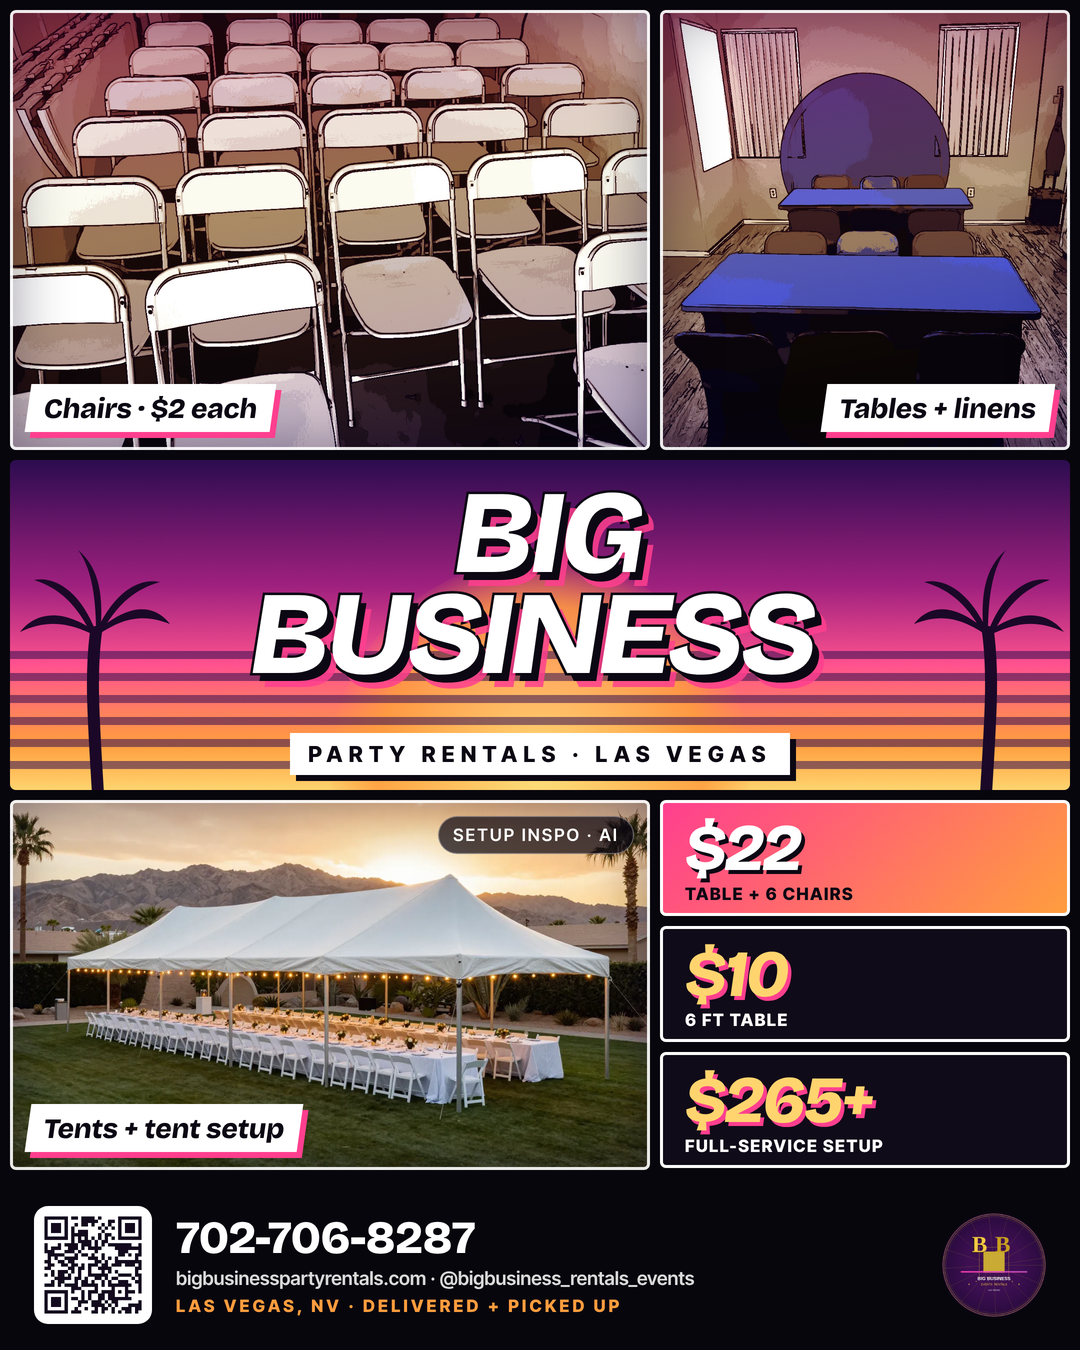 Chairs · $2 each
Tables + linens
BIG
BUSINESS
PARTY RENTALS · LAS VEGAS
SETUP INSPO · AI
Tents + tent setup
$22
TABLE + 6 CHAIRS
$10
6 FT TABLE
$265+
FULL-SERVICE SETUP
702-706-8287
bigbusinesspartyrentals.com · @bigbusiness_rentals_events
LAS VEGAS, NV · DELIVERED + PICKED UP
B B
BIG BUSINESS